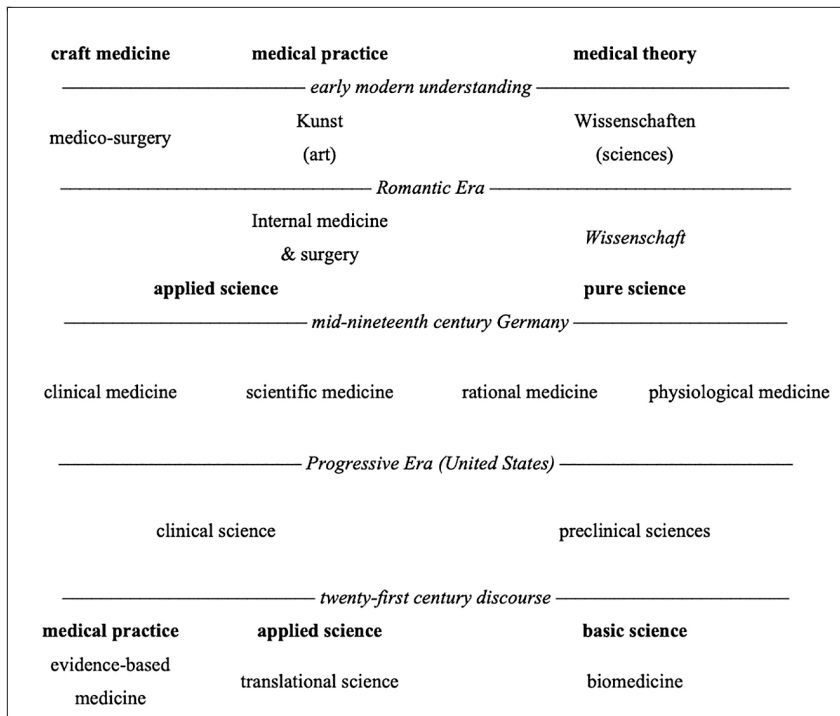 craft medicine medical practice medical theory
early modern understanding
medico-surgery Kunst (art) Wissenschaften (sciences)
Romantic Era
Internal medicine & surgery Wissenschaft
applied science pure science
mid-nineteenth century Germany
clinical medicine scientific medicine rational medicine physiological medicine
Progressive Era (United States)
clinical science preclinical sciences
twenty-first century discourse
medical practice applied science basic science
evidence-based medicine translational science biomedicine